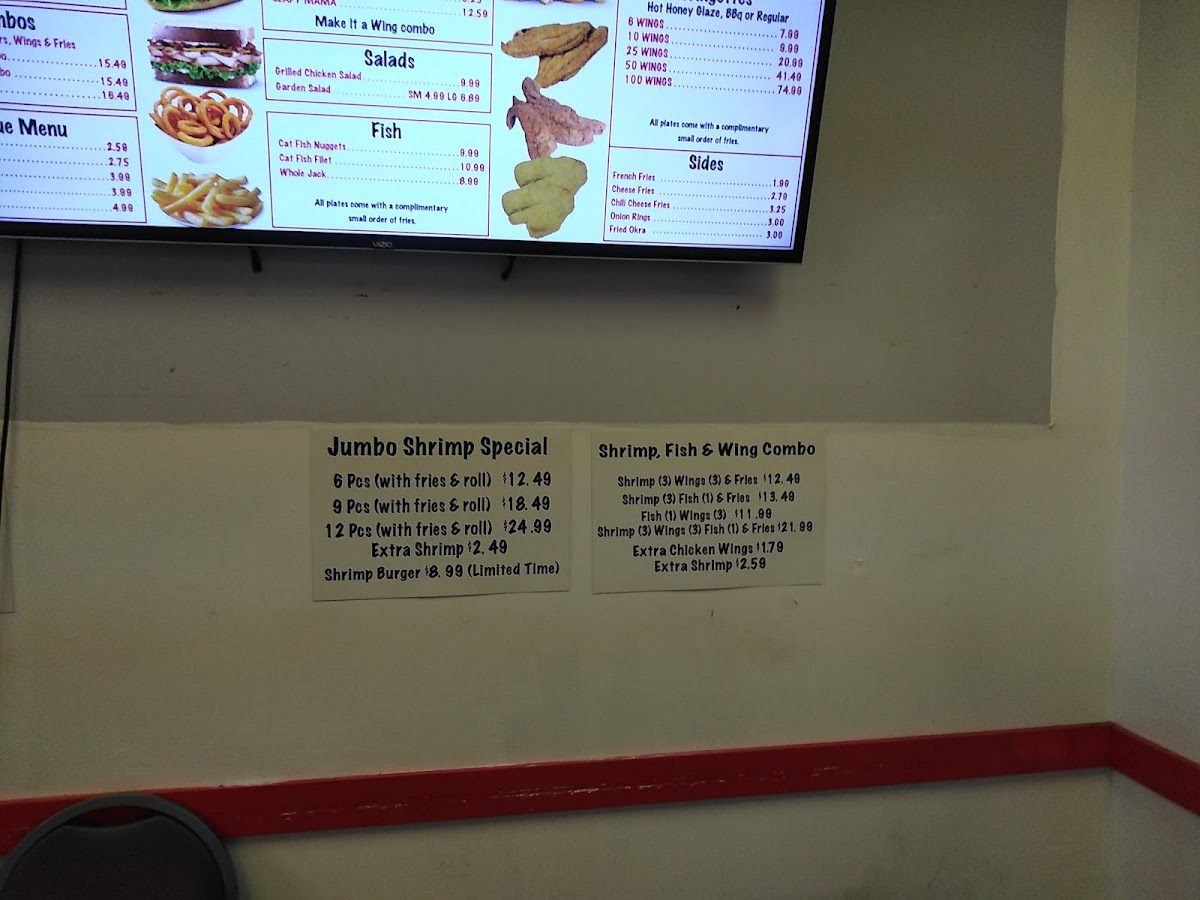 rs, Wings & Fries
15.49
15.49
16.49
Menu
2.59
2.75
3.99
3.99
4.99
12.59
Make it a Wing combo
Salads
Grilled Chicken Salad 9.99
Garden Salad SM 4.99 LG 6.89
Fish
Cat Fish Nuggets 9.99
Cat Fish Filet 10.99
Whole Jack 8.99
All plates come with a complimentary
small order of fries.
Hot Honey Glaze, BBq or Regular
6 WINGS 7.99
10 WINGS 9.99
25 WINGS 20.99
50 WINGS 41.49
100 WINGS 74.99
All plates come with a complimentary
small order of fries.
Sides
French Fries 1.99
Cheese Fries 2.79
Chili Cheese Fries 3.25
Onion Rings 3.00
Fried Okra 3.00
VIZIO
Jumbo Shrimp Special
6 Pcs (with fries & roll) $12.49
9 Pcs (with fries & roll) $18.49
12 Pcs (with fries & roll) $24.99
Extra Shrimp $2.49
Shrimp Burger $8.99 (Limited Time)
Shrimp, Fish & Wing Combo
Shrimp (3) Wings (3) & Fries $12.49
Shrimp (3) Fish (1) & Fries $13.49
Fish (1) Wings (3) $11.99
Shrimp (3) Wings (3) Fish (1) & Fries $21.99
Extra Chicken Wings $1.79
Extra Shrimp $2.59